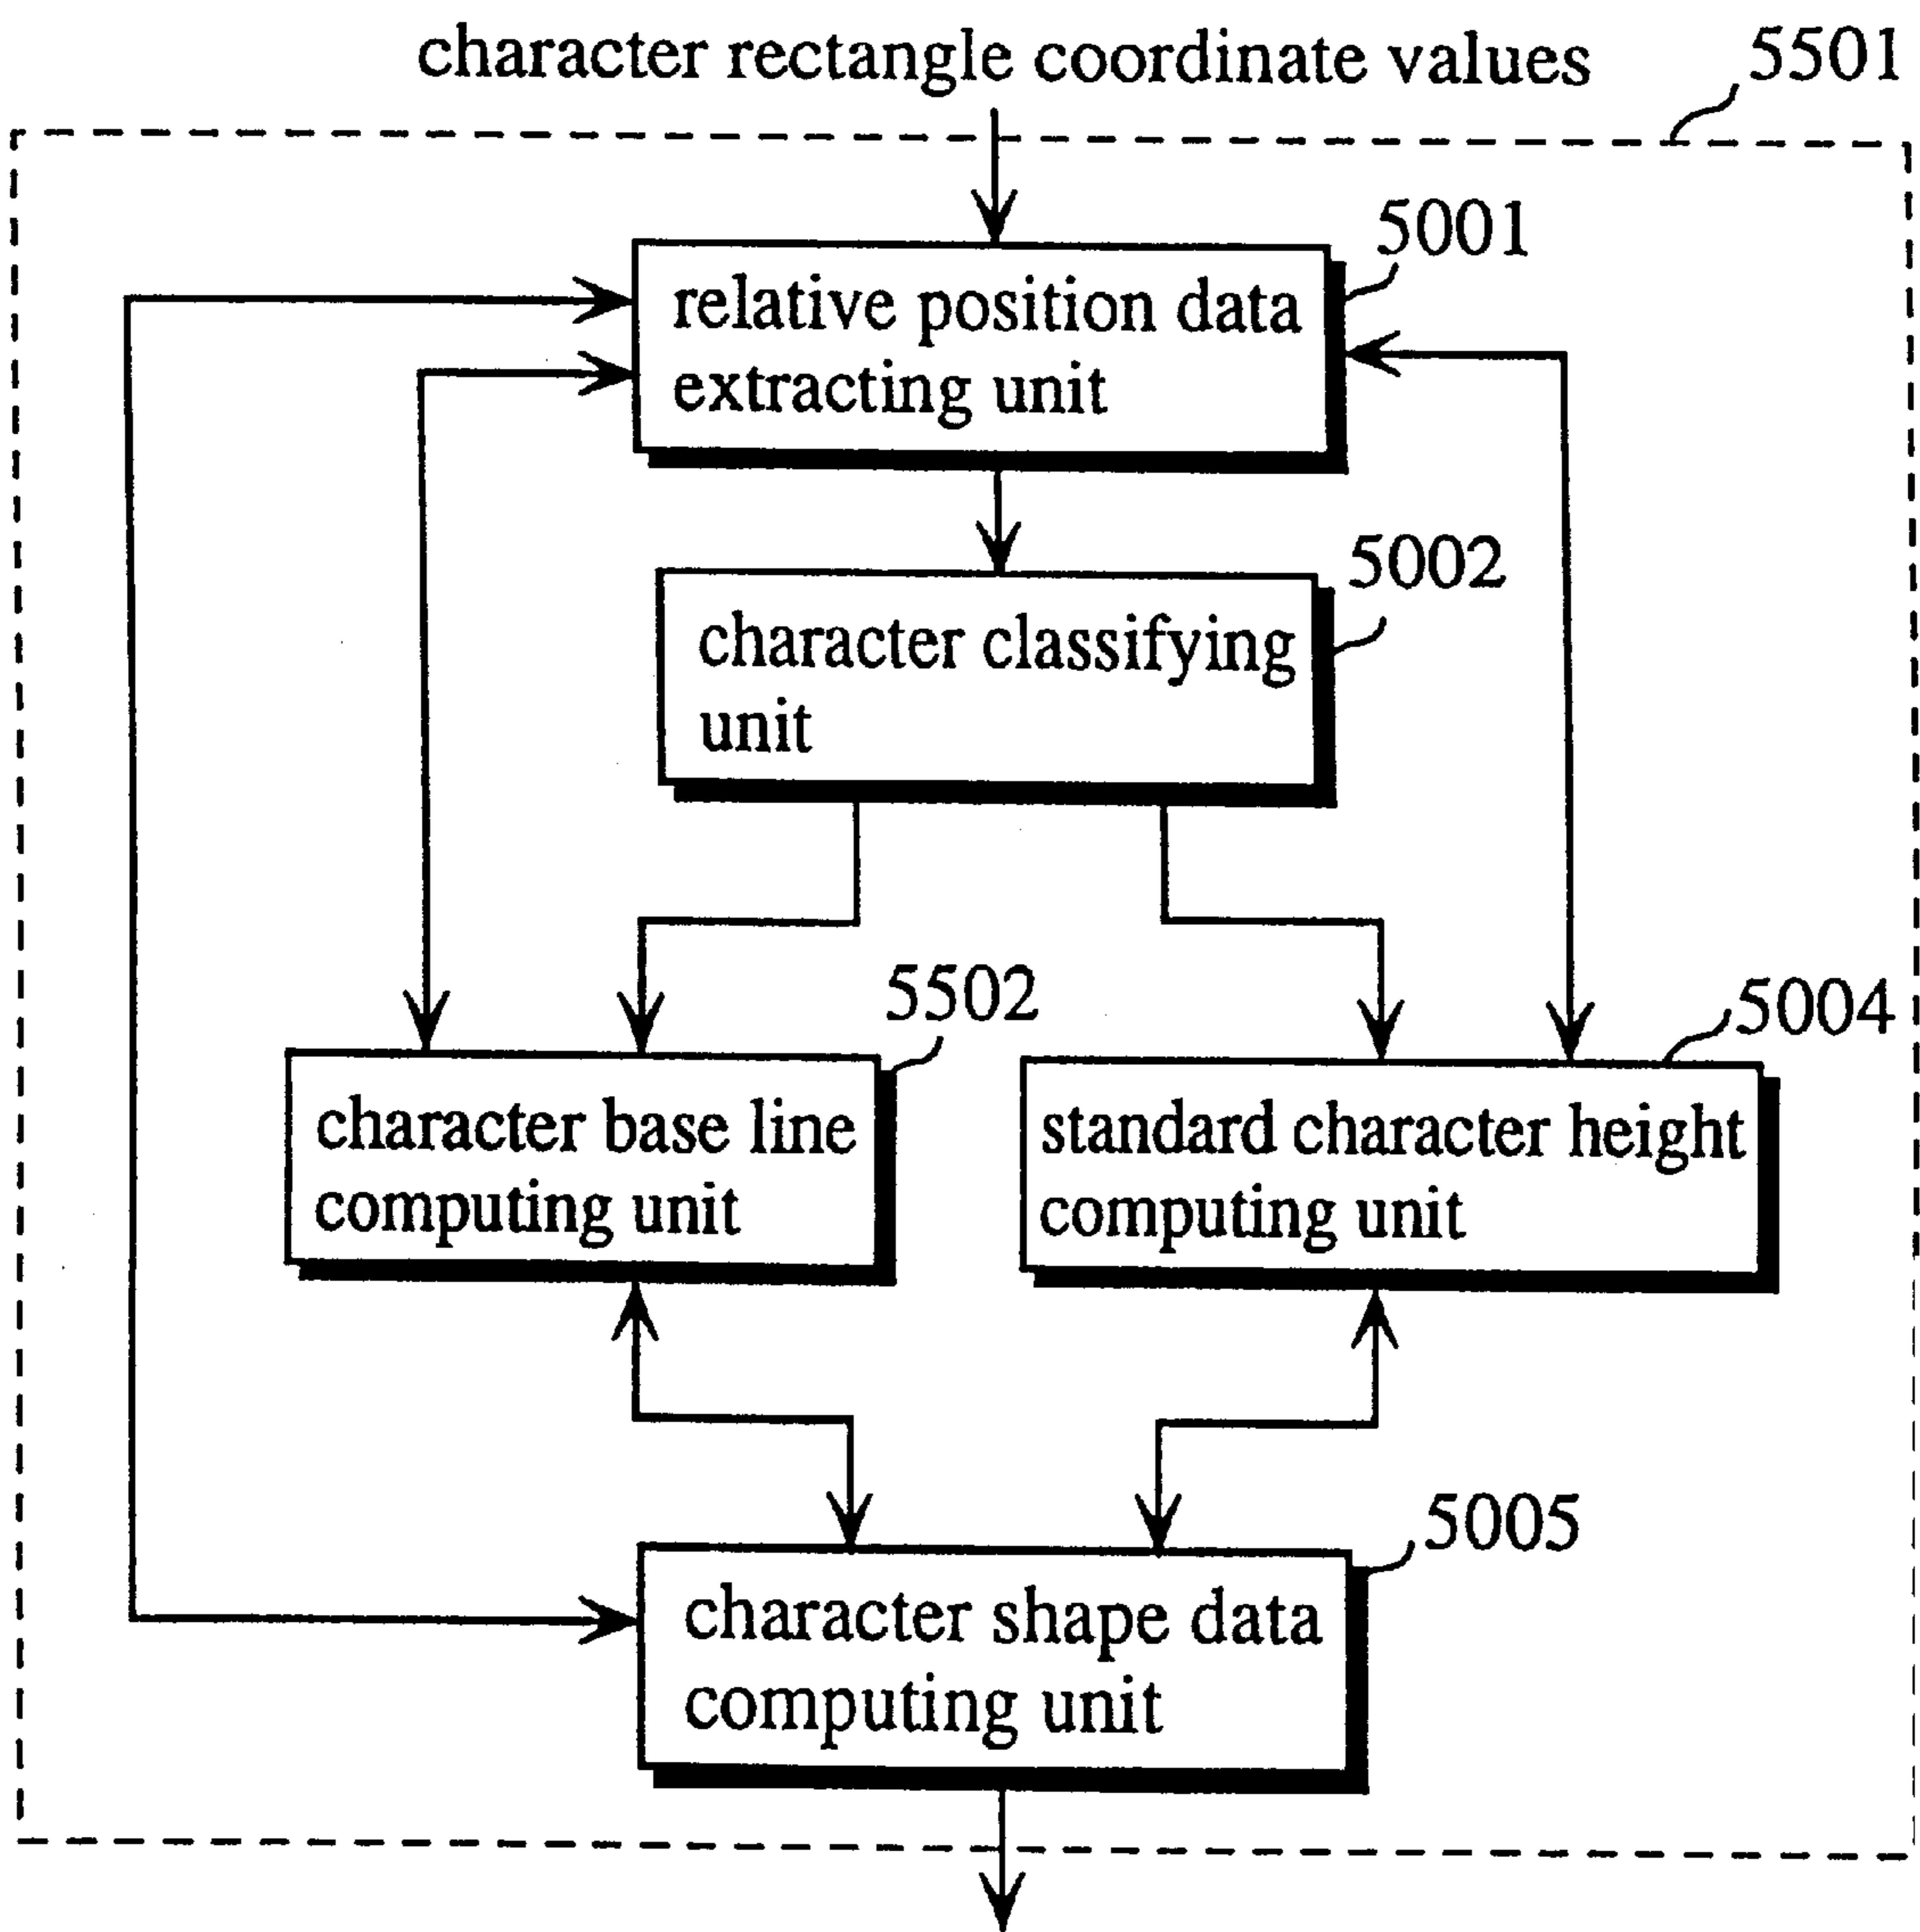 character rectangle coordinate values
5501
5001
relative position data
extracting unit
5002
character classifying
unit
5502
5004
character base line
computing unit
standard character height
computing unit
5005
character shape data
computing unit